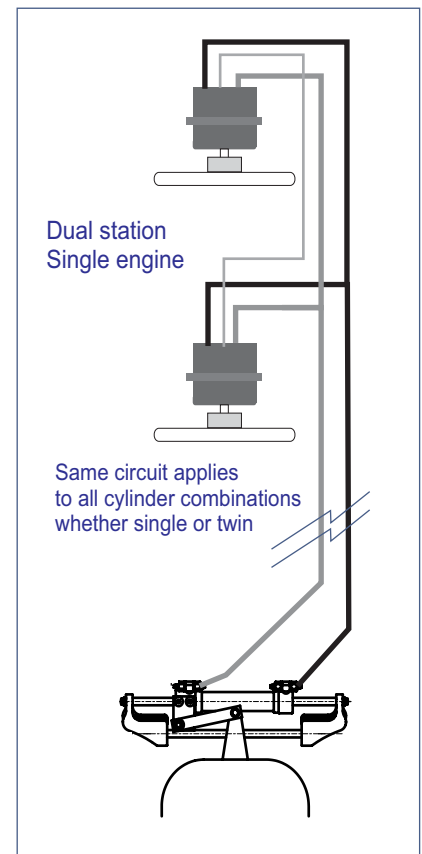 Dual station
Single engine
Same circuit applies
to all cylinder combinations
whether single or twin